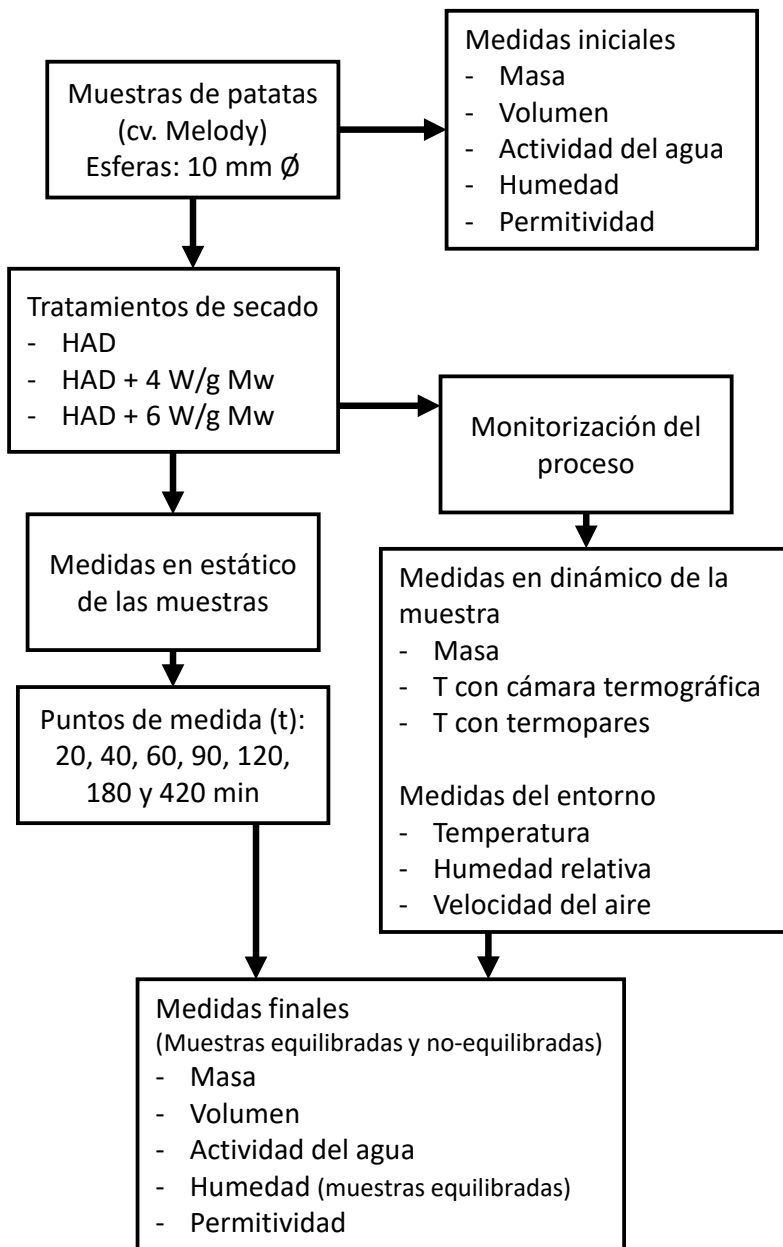 Muestras de patatas
(cv. Melody)
Esferas: 10 mm Ø
Medidas iniciales
- Masa
- Volumen
- Actividad del agua
- Humedad
- Permitividad
Tratamientos de secado
- HAD
- HAD + 4 W/g Mw
- HAD + 6 W/g Mw
Monitorización del
proceso
Medidas en estático
de las muestras
Puntos de medida (t):
20, 40, 60, 90, 120,
180 y 420 min
Medidas en dinámico de la
muestra
- Masa
- T con cámara termográfica
- T con termopares
Medidas del entorno
- Temperatura
- Humedad relativa
- Velocidad del aire
Medidas finales
(Muestras equilibradas y no-equilibradas)
- Masa
- Volumen
- Actividad del agua
- Humedad (muestras equilibradas)
- Permitividad